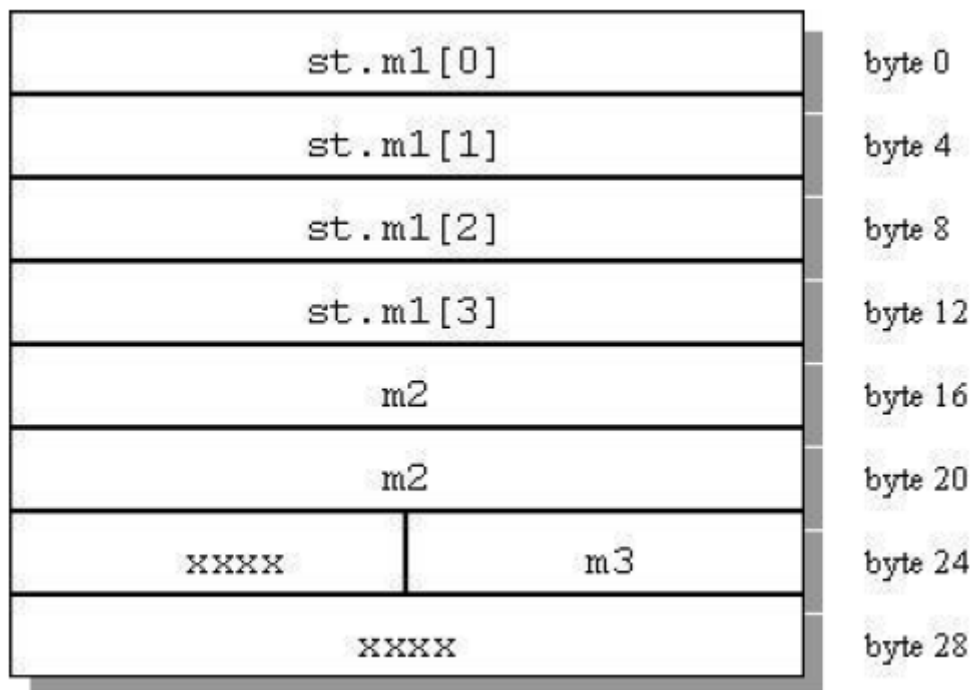 st.m1[0] byte 0
st.m1[1] byte 4
st.m1[2] byte 8
st.m1[3] byte 12
m2 byte 16
m2 byte 20
xxxx m3 byte 24
xxxx byte 28